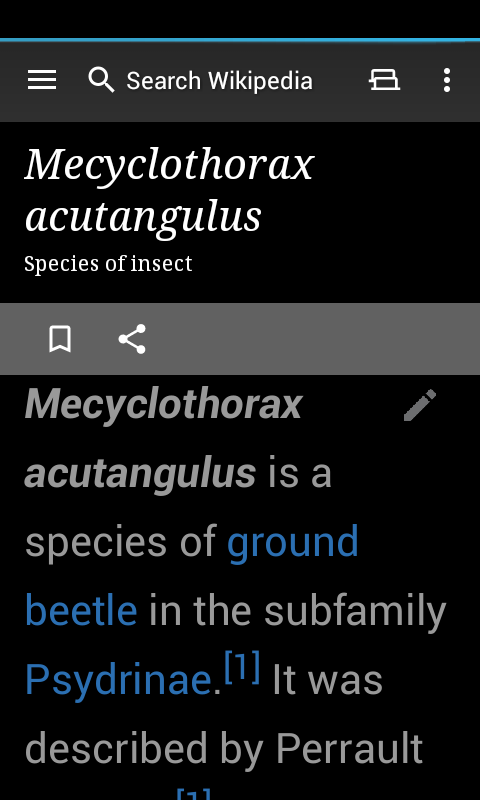 Search Wikipedia
Mecyclothorax
acutangulus
Species of insect
Mecyclothorax
acutangulus is a
species of ground
beetle in the subfamily
Psydrinae.[1] It was
described by Perrault
[1]